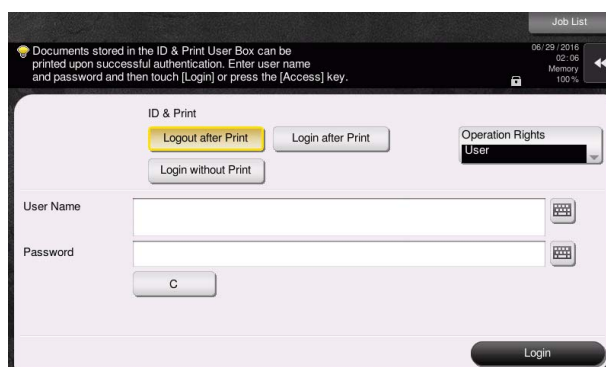 Job List
Documents stored in the ID & Print User Box can be
printed upon successful authentication. Enter user name
and password and then touch [Login] or press the [Access] key.
06/29/2016
02:06
Memory
100%
ID & Print
Logout after Print
Login after Print
Operation Rights
User
Login without Print
User Name
Password
C
Login